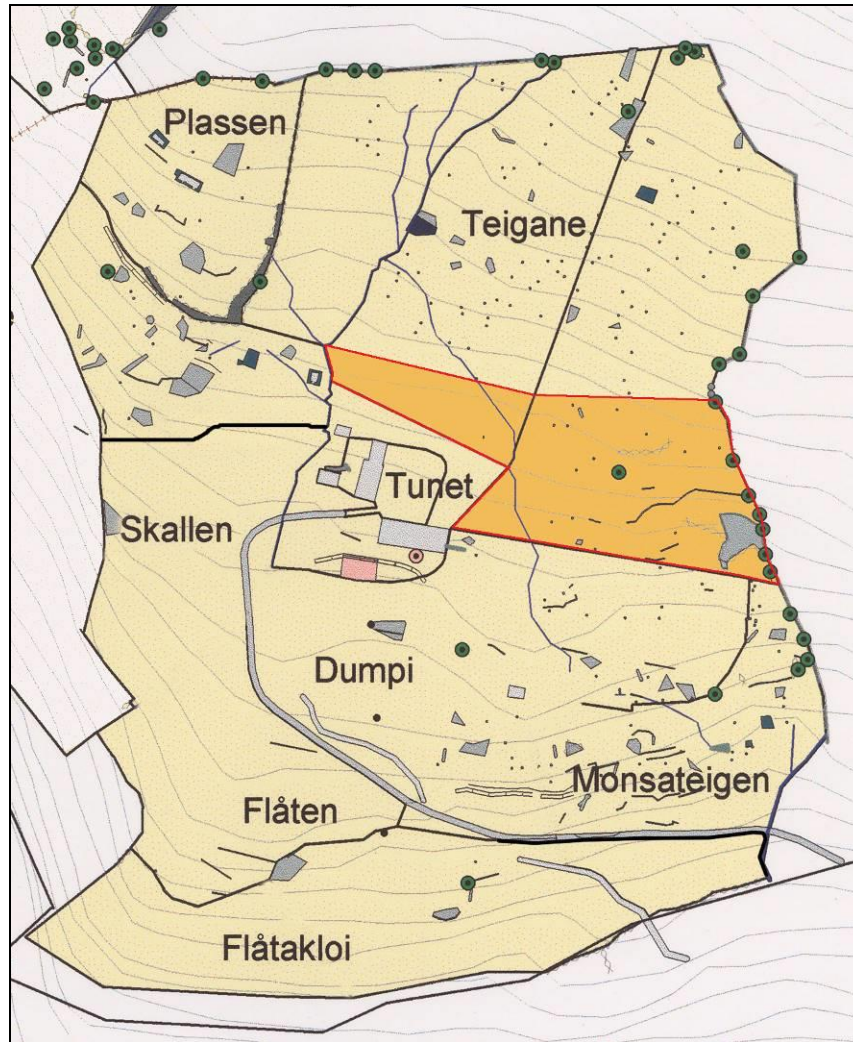 Plassen
Teigane
Tunet
Skallen
Dumpi
Monsateigen
Flåten
Flåtakloi